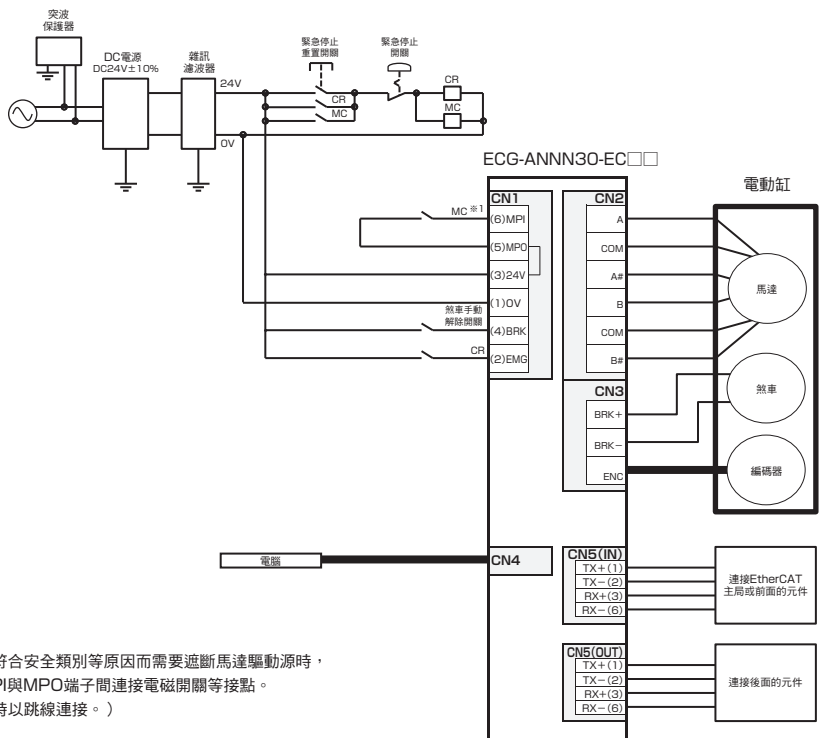 突波
保護器
DC電源
DC24V±10%
雜訊
濾波器
24V
0V
緊急停止
重置開關
緊急停止
開關
CR
MC
CR
MC
ECG-ANNN30-EC□□
電動缸
CN1
MC ※1
(6)MPI
(5)MPO
(3)24V
(1)0V
煞車手動
解除開關
(4)BRK
CR
(2)EMG
CN2
A
COM
A#
B
COM
B#
馬達
CN3
BRK+
BRK-
ENC
煞車
編碼器
電腦
CN4
CN5(IN)
TX+(1)
TX-(2)
RX+(3)
RX-(6)
連接EtherCAT
主局或前面的元件
CN5(OUT)
TX+(1)
TX-(2)
RX+(3)
RX-(6)
連接後面的元件
符合安全類別等原因而需要遮斷馬達驅動源時，
PI與MPO端子間連接電磁開關等接點。
時以跳線連接。）